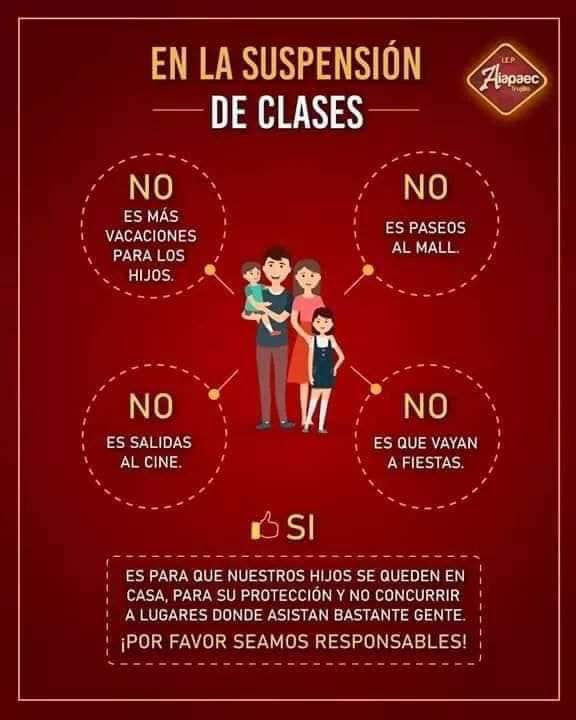 EN LA SUSPENSIÓN
DE CLASES
I.E.P.
Aiapaec
Trujillo
NO
ES MÁS
VACACIONES
PARA LOS
HIJOS.
NO
ES PASEOS
AL MALL.
NO
ES SALIDAS
AL CINE.
NO
ES QUE VAYAN
A FIESTAS.
SI
ES PARA QUE NUESTROS HIJOS SE QUEDEN EN
CASA, PARA SU PROTECCIÓN Y NO CONCURRIR
A LUGARES DONDE ASISTAN BASTANTE GENTE.
¡POR FAVOR SEAMOS RESPONSABLES!